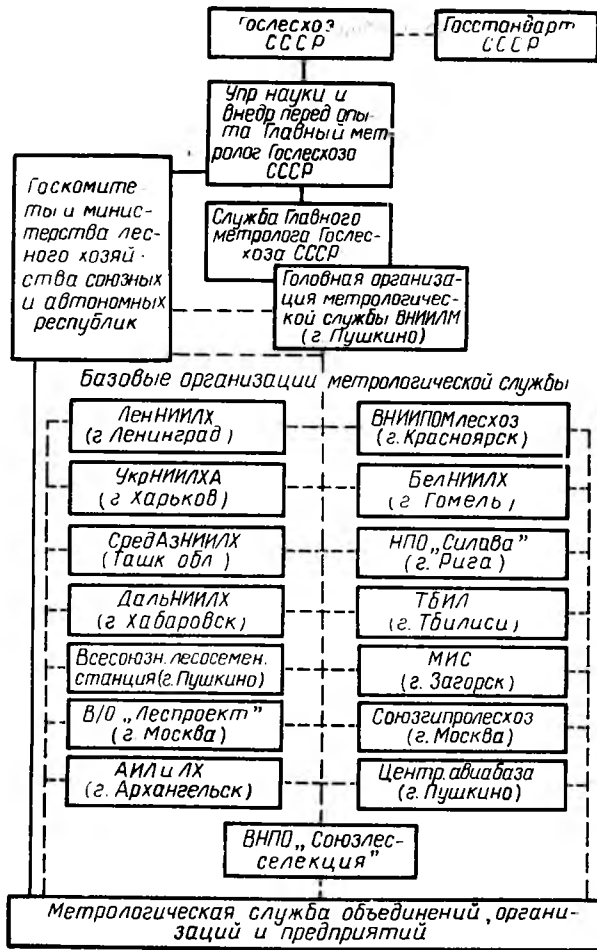 Гослесхоз
СССР
Госстандарт
СССР
Упр науки и
внедр перед опы
та Главный мет-
ролог Гослесхоза
СССР
Госкомите-
ты и минис-
терства лес-
ного хозяй-
ства союзных
и автономных
республик
Служба Главного
метролога Гослес-
хоза СССР
Головная организа-
ция метрологичес-
кой службы ВНИИЛМ
(г. Пушкино)
Базовые организации метрологической службы
ЛенНИИЛХ
(г Ленинград)
ВНИИПОМлесхоз
(г. Красноярск)
УкрНИИЛХА
(г Харьков)
БелНИИЛХ
(г Гомель)
СредАзНИИЛХ
(Ташк обл)
НПО „Силава"
(г. Рига)
ДальНИИЛХ
(г Хабаровск)
ТбИЛ
(г. Тбилиси)
Всесоюзн. лесосемен.
станция (г. Пушкино)
МИС
(г. Загорск)
В/О „Леспроект"
(г. Москва)
Союзгипролесхоз
(г. Москва)
АИЛ и ЛХ
(г. Архангельск)
Центр. авиабаза
(г. Пушкино)
ВНПО „Союзлес-
селекция"
Метрологическая служба объединений, органи-
заций и предприятий